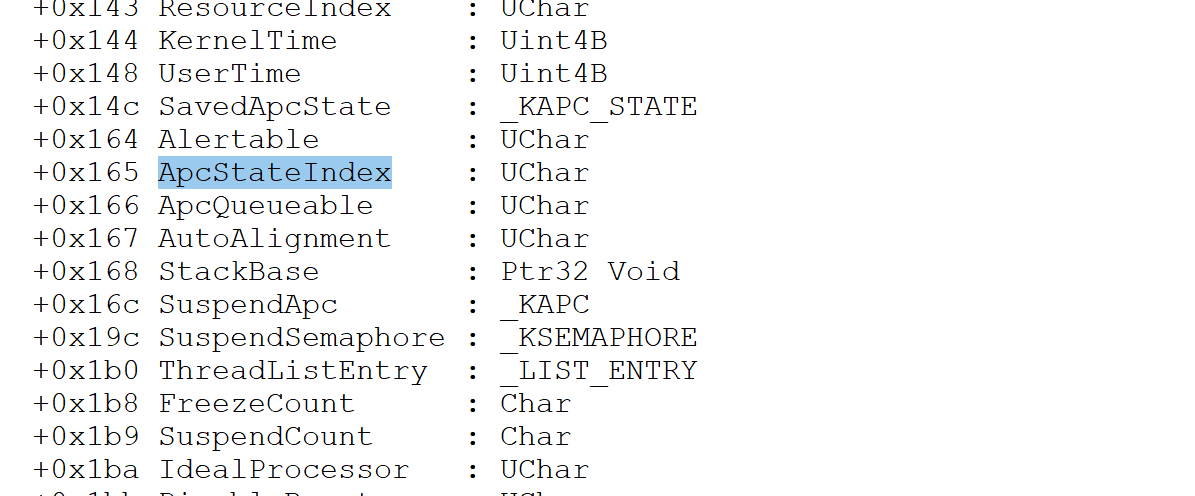 +0x143 ResourceIndex : UChar
+0x144 KernelTime : Uint4B
+0x148 UserTime : Uint4B
+0x14c SavedApcState : _KAPC_STATE
+0x164 Alertable : UChar
+0x165 ApcStateIndex : UChar
+0x166 ApcQueueable : UChar
+0x167 AutoAlignment : UChar
+0x168 StackBase : Ptr32 Void
+0x16c SuspendApc : _KAPC
+0x19c SuspendSemaphore : _KSEMAPHORE
+0x1b0 ThreadListEntry : _LIST_ENTRY
+0x1b8 FreezeCount : Char
+0x1b9 SuspendCount : Char
+0x1ba IdealProcessor : UChar